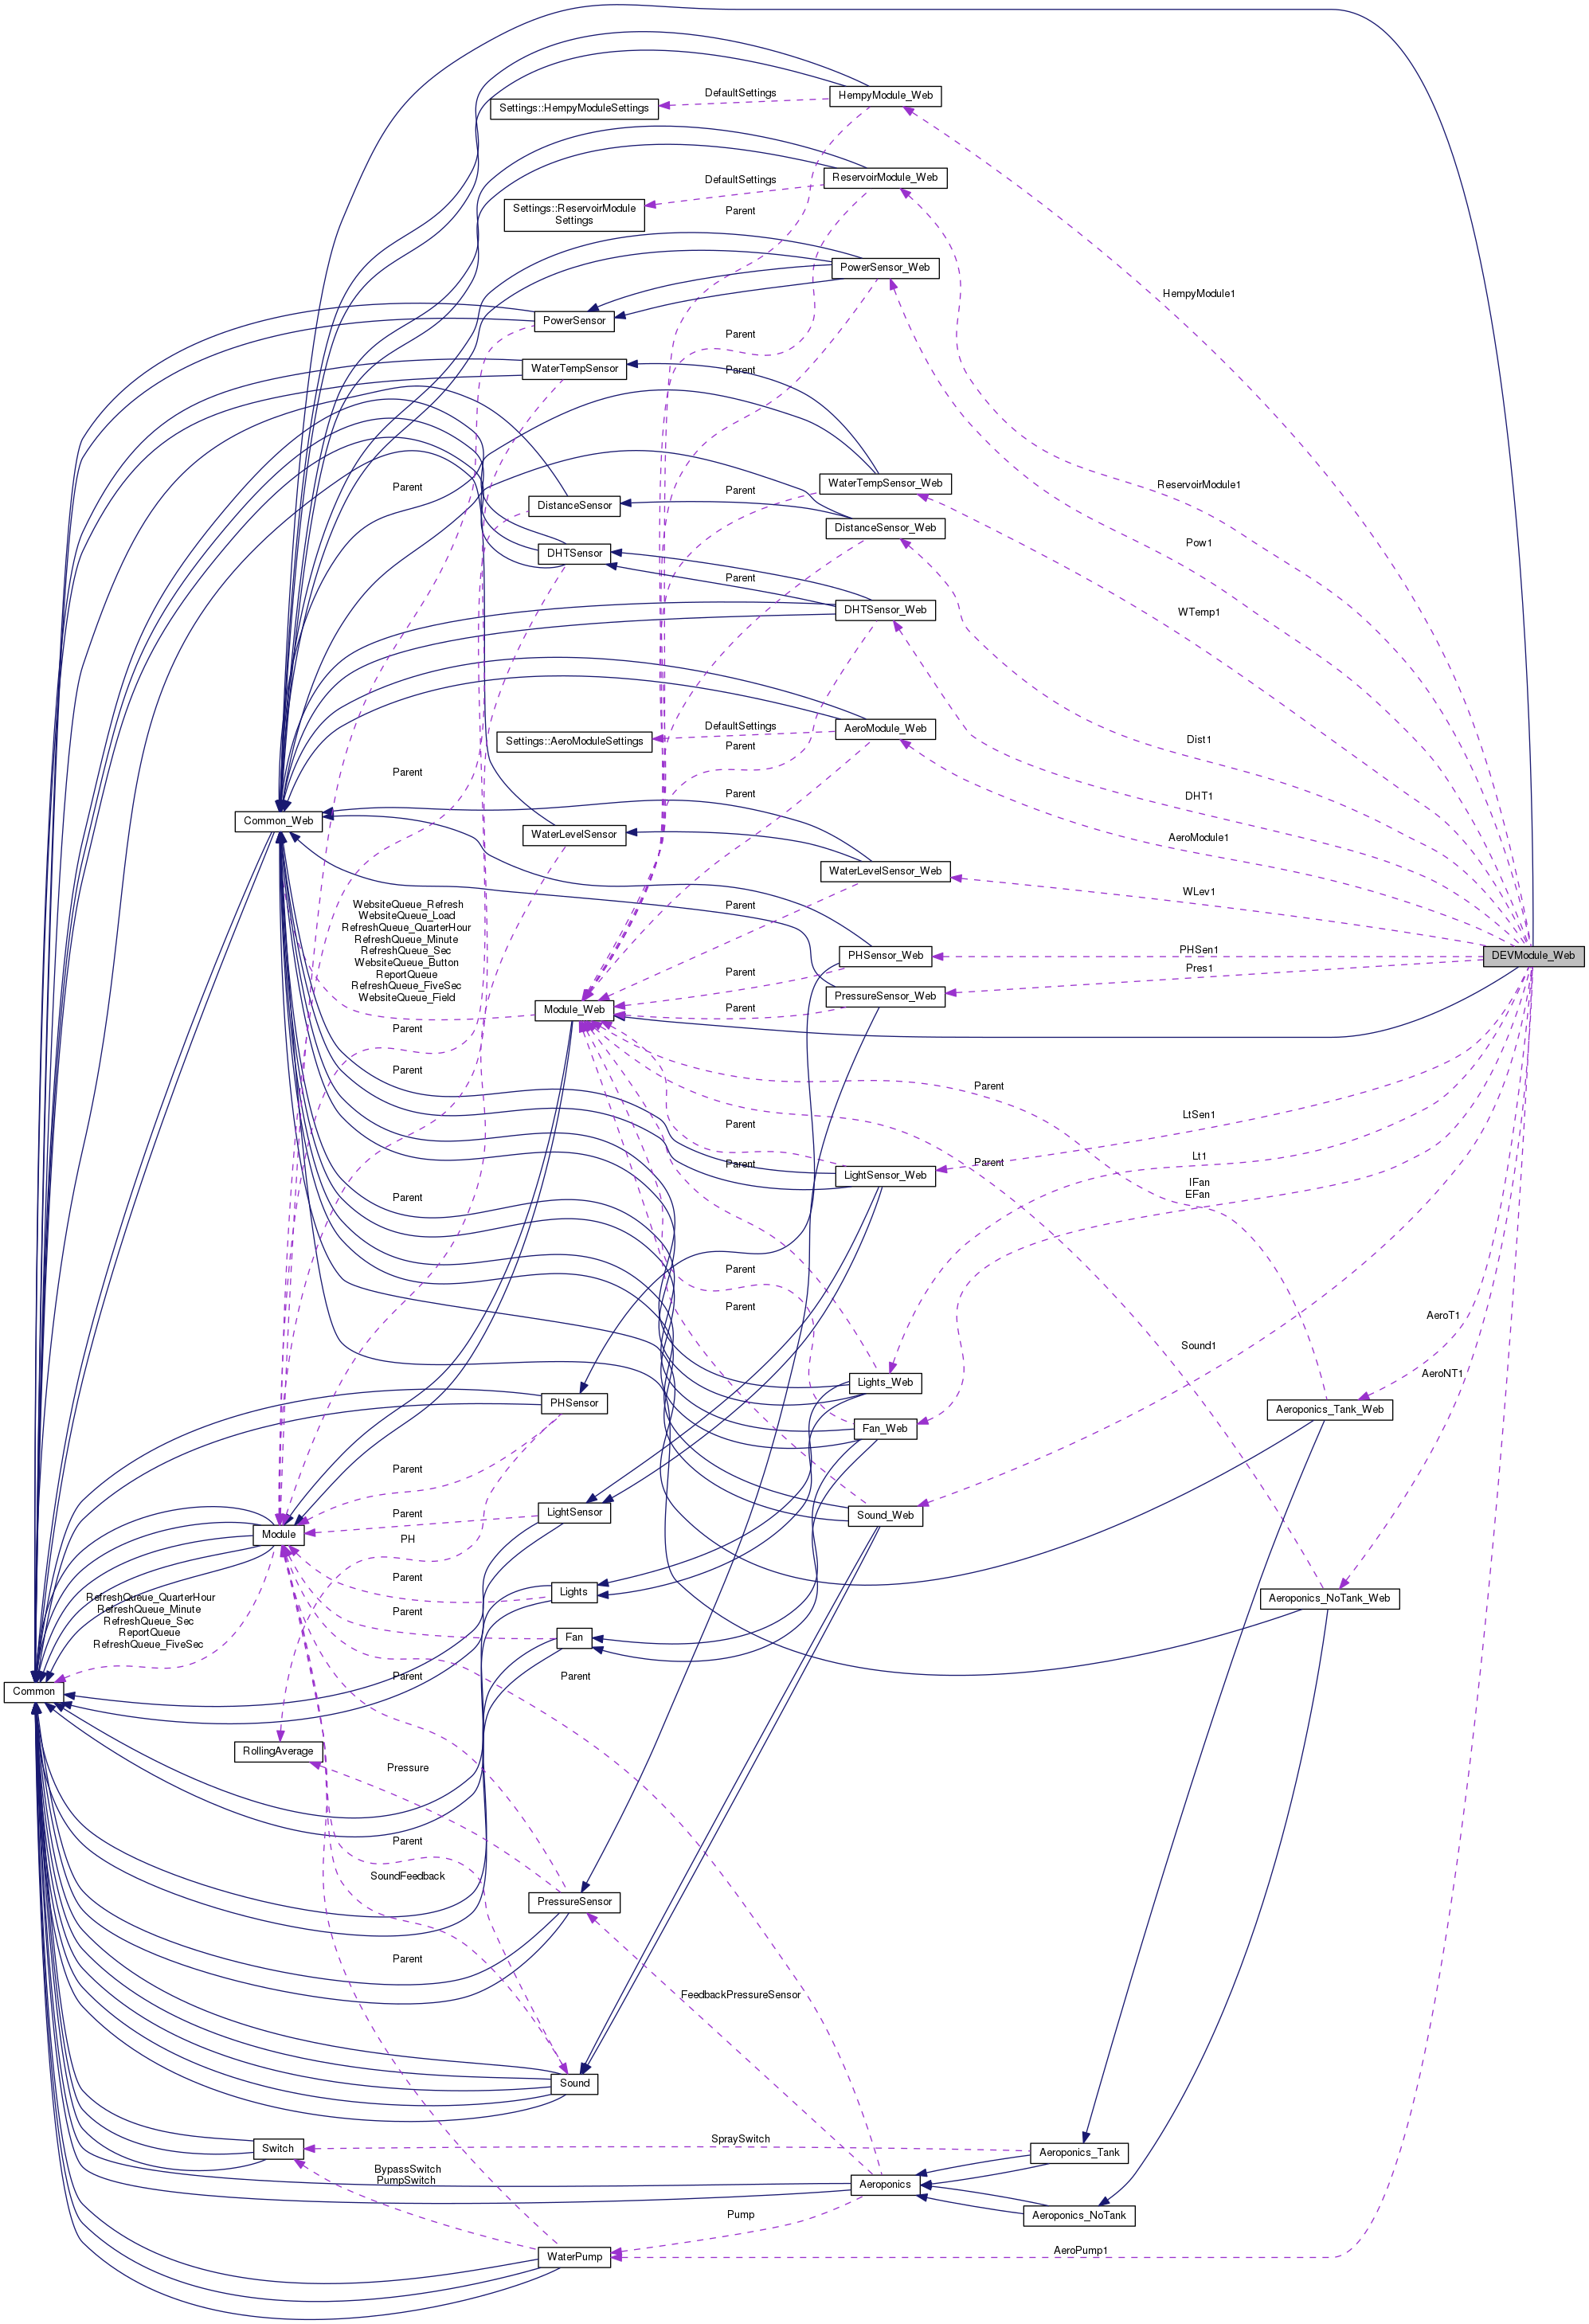 DefaultSettings
HempyModule_Web
Settings::HempyModuleSettings
ReservoirModule_Web
DefaultSettings
Settings::ReservoirModule
Settings
Parent
PowerSensor_Web
HempyModule1
PowerSensor
Parent
WaterTempSensor
Parent
Parent
WaterTempSensor_Web
ReservoirModule1
Parent
DistanceSensor
DistanceSensor_Web
Pow1
DHTSensor
Parent
DHTSensor_Web
WTemp1
DefaultSettings
AeroModule_Web
Settings::AeroModuleSettings
Parent
Dist1
Parent
Parent
DHT1
Common_Web
WaterLevelSensor
AeroModule1
WaterLevelSensor_Web
WLev1
WebsiteQueue_Refresh
WebsiteQueue_Load
RefreshQueue_QuarterHour
RefreshQueue_Minute
RefreshQueue_Sec
WebsiteQueue_Button
ReportQueue
RefreshQueue_FiveSec
WebsiteQueue_Field
Parent
PHSensor_Web
PHSen1
DEVModule_Web
Parent
Pres1
PressureSensor_Web
Module_Web
Parent
Parent
Parent
Parent
LtSen1
Parent
Lt1
Parent
Parent
LightSensor_Web
IFan
EFan
Parent
Parent
Parent
AeroT1
Sound1
AeroNT1
Lights_Web
PHSensor
Aeroponics_Tank_Web
Fan_Web
Parent
LightSensor
Parent
Sound_Web
Module
PH
Parent
Lights
RefreshQueue_QuarterHour
RefreshQueue_Minute
RefreshQueue_Sec
ReportQueue
RefreshQueue_FiveSec
Aeroponics_NoTank_Web
Parent
Fan
Parent
Parent
Common
RollingAverage
Pressure
Parent
SoundFeedback
PressureSensor
Parent
FeedbackPressureSensor
Sound
SpraySwitch
Switch
Aeroponics_Tank
BypassSwitch
PumpSwitch
Aeroponics
Pump
Aeroponics_NoTank
WaterPump
AeroPump1